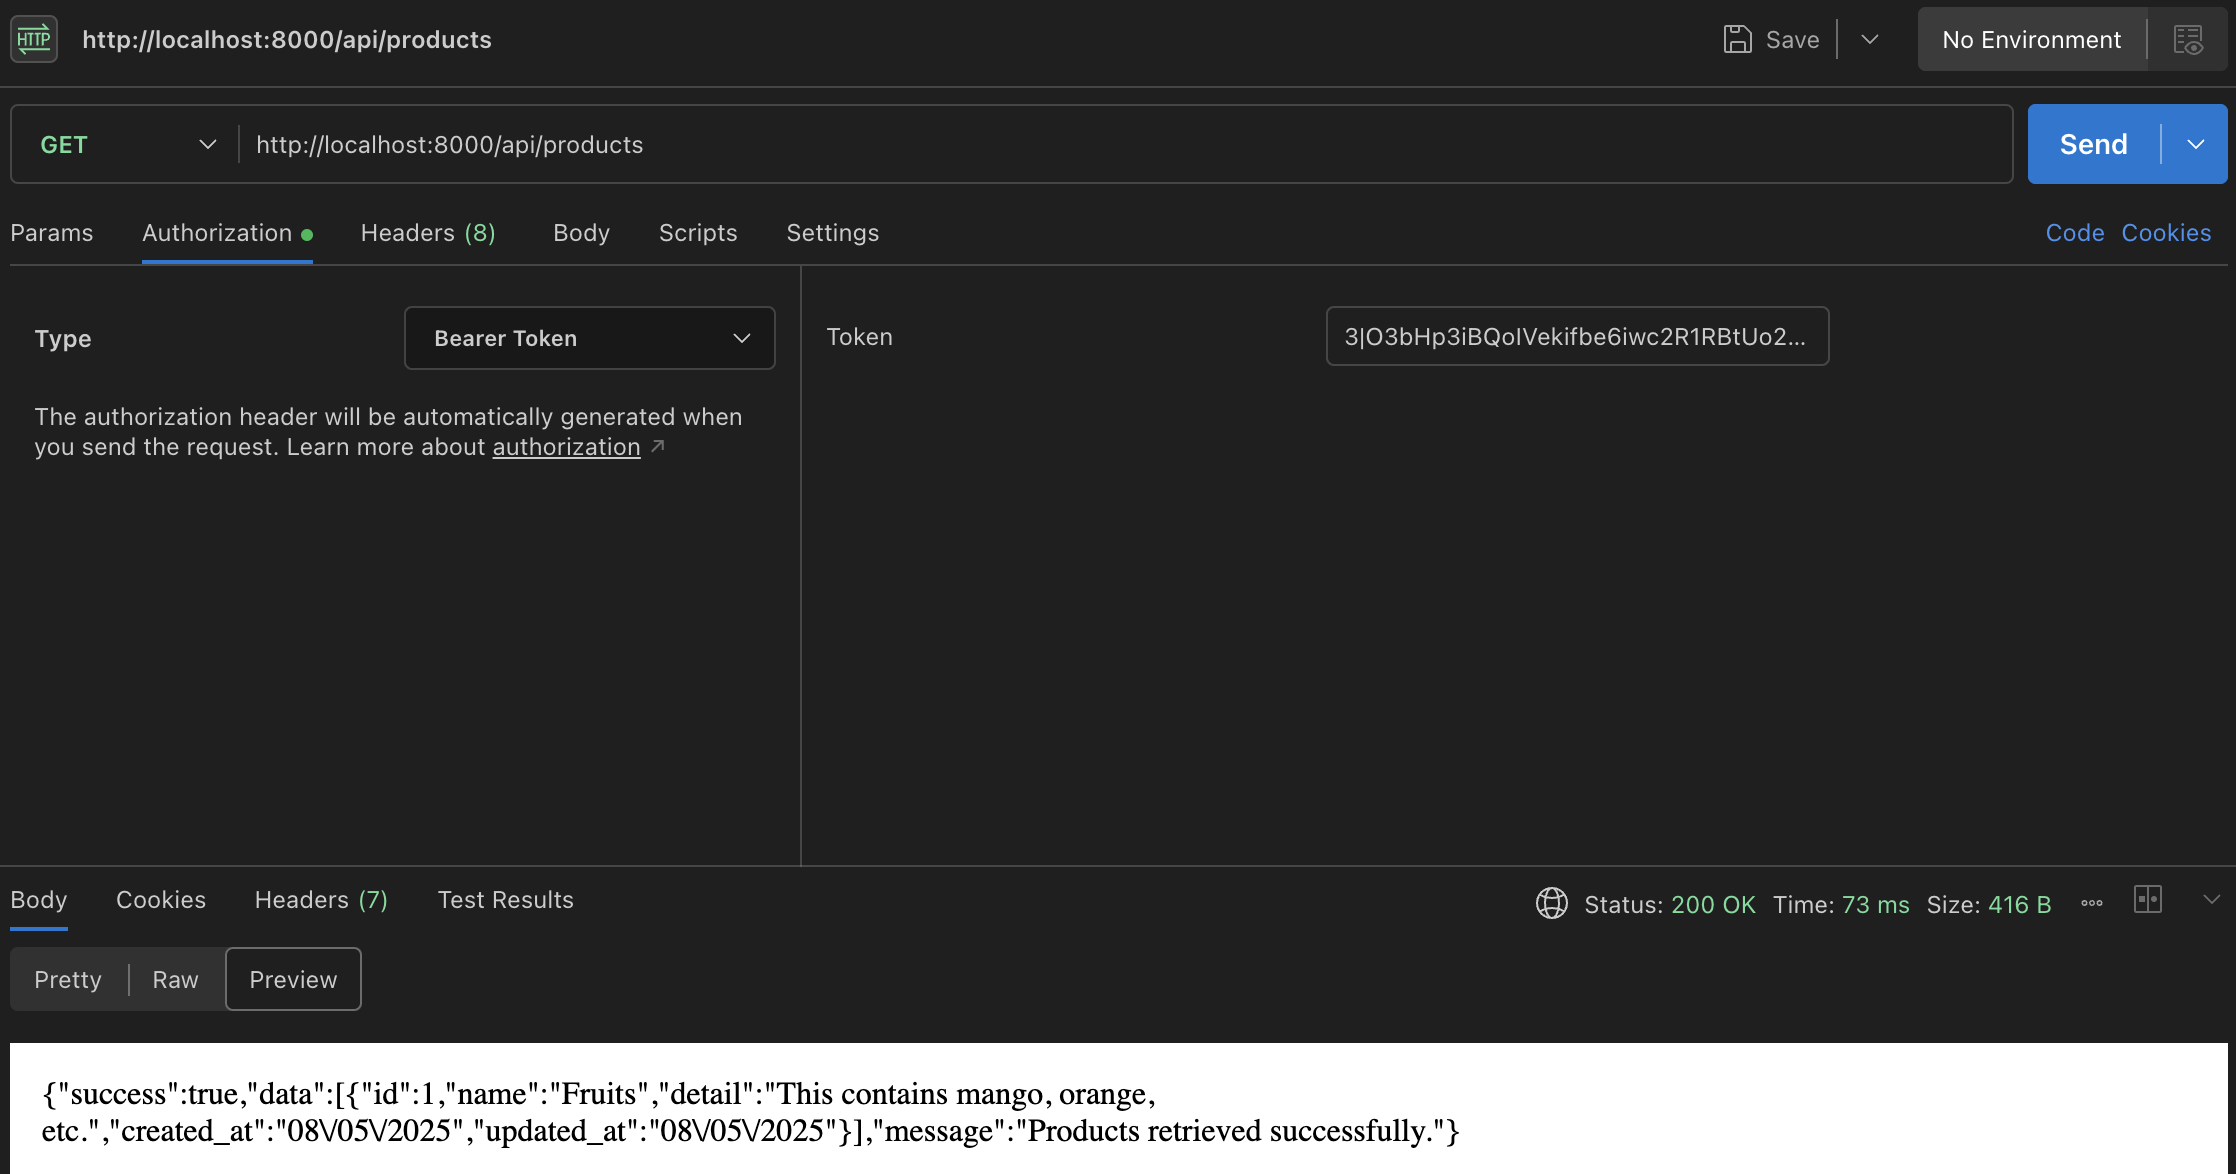 HTTP
http://localhost:8000/api/products
Save
No Environment
GET
http://localhost:8000/api/products
Send
Params
Authorization
Headers (8)
Body
Scripts
Settings
Code
Cookies
Type
Bearer Token
The authorization header will be automatically generated when
you send the request. Learn more about authorization
Token
3|O3bHp3iBQoIVekifbe6iwc2R1RBtUo2...
Body
Cookies
Headers (7)
Test Results
Status: 200 OK
Time: 73 ms
Size: 416 B
Pretty
Raw
Preview
{"success":true,"data":[{"id":1,"name":"Fruits","detail":"This contains mango, orange,
etc.","created_at":"08\/05\/2025","updated_at":"08\/05\/2025"}],"message":"Products retrieved successfully."}